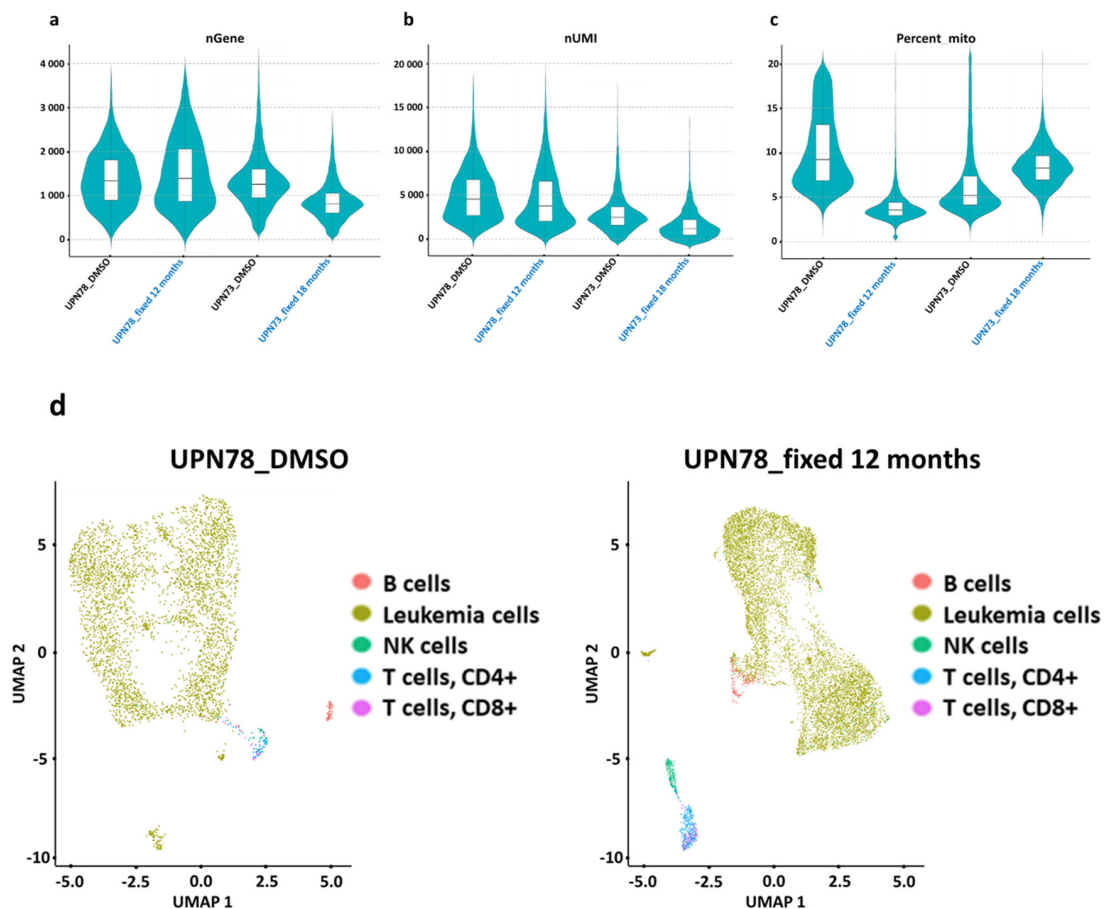 a
nGene
4 000
3 000
2 000
1 000
0
UPN78_DMSO
UPN78_fixed 12 months
UPN73_DMSO
UPN73_fixed 18 months
b
nUMI
20 000
15 000
10 000
5 000
0
UPN78_DMSO
UPN78_fixed 12 months
UPN73_DMSO
UPN73_fixed 18 months
c
Percent_mito
20
15
10
5
0
UPN78_DMSO
UPN78_fixed 12 months
UPN73_DMSO
UPN73_fixed 18 months
d
UPN78_DMSO
UMAP 2
5
0
-5
-10
-5.0 -2.5 0.0 2.5 5.0
UMAP 1
B cells
Leukemia cells
NK cells
T cells, CD4+
T cells, CD8+
UPN78_fixed 12 months
UMAP 2
5
0
-5
-10
-5.0 -2.5 0.0 2.5 5.0
UMAP 1
B cells
Leukemia cells
NK cells
T cells, CD4+
T cells, CD8+